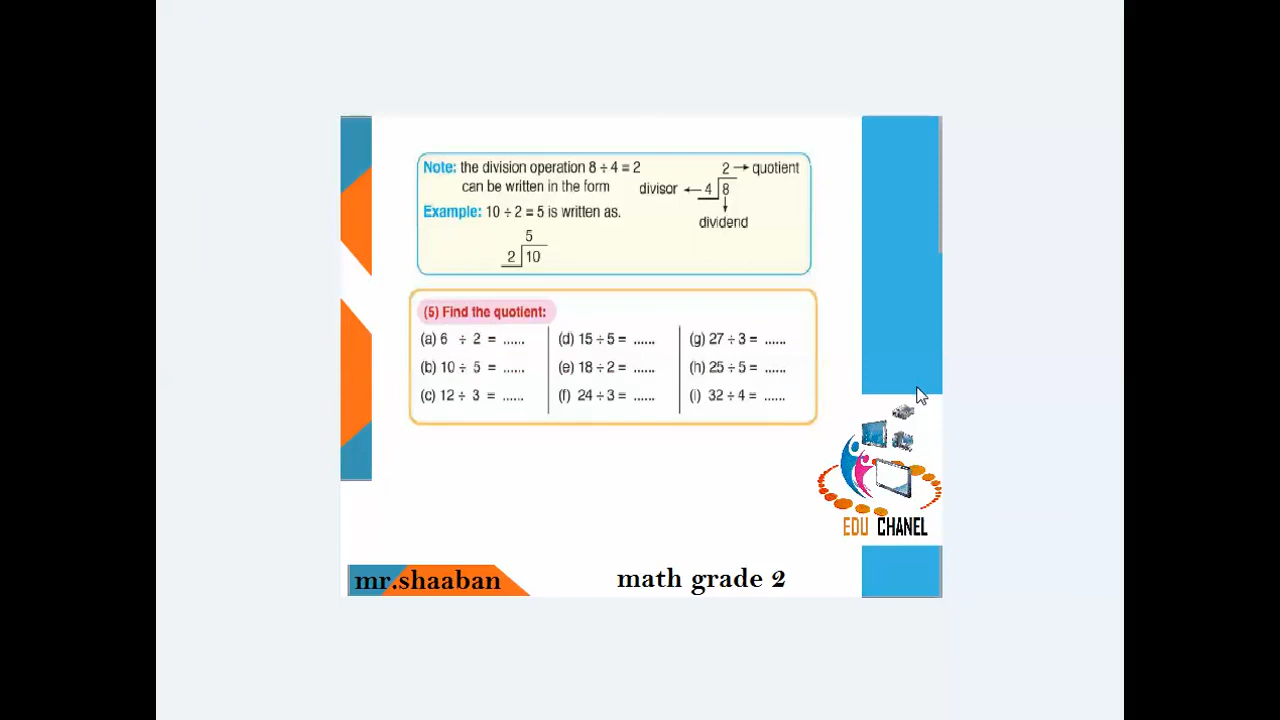 Note: the division operation 8 ÷ 4 = 2
can be written in the form
2 → quotient
divisor ← 4 8
dividend
Example: 10 ÷ 2 = 5 is written as.
5
2 10
(5) Find the quotient:
(a) 6 ÷ 2 = ......
(b) 10 ÷ 5 = ......
(c) 12 ÷ 3 = ......
(d) 15 ÷ 5 = ......
(e) 18 ÷ 2 = ......
(f) 24 ÷ 3 = ......
(g) 27 ÷ 3 = ......
(h) 25 ÷ 5 = ......
(i) 32 ÷ 4 = ......
EDU CHANEL
mr.shaaban
math grade 2